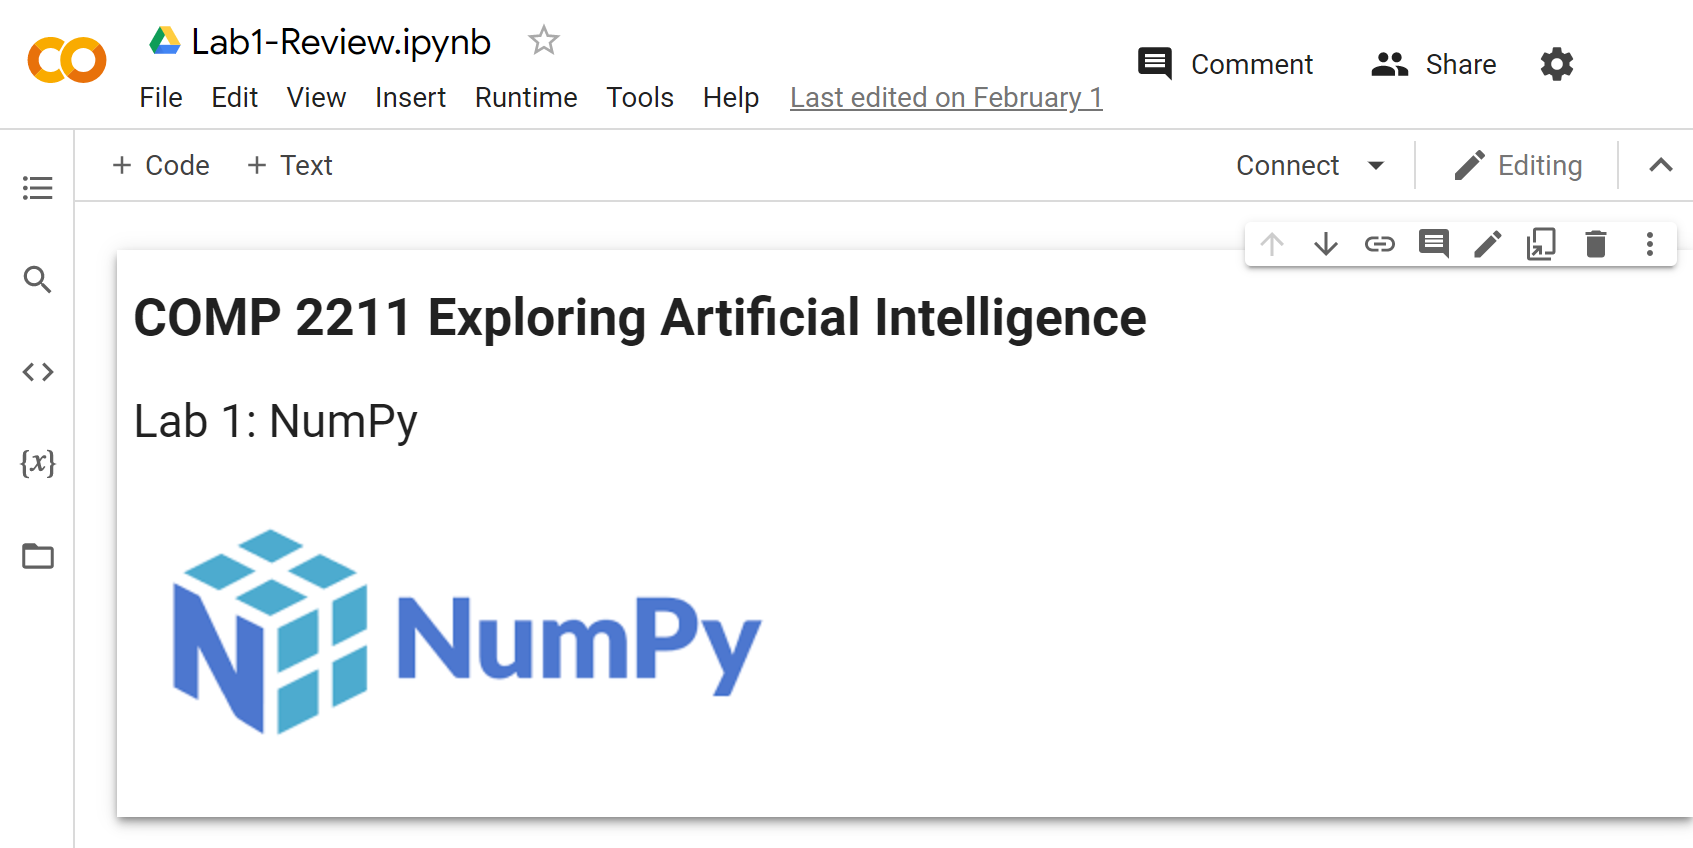 Lab1-Review.ipynb
Comment
Share
File Edit View Insert Runtime Tools Help Last edited on February 1
+ Code + Text
Connect
Editing
COMP 2211 Exploring Artificial Intelligence
Lab 1: NumPy
{x}
N NumPy